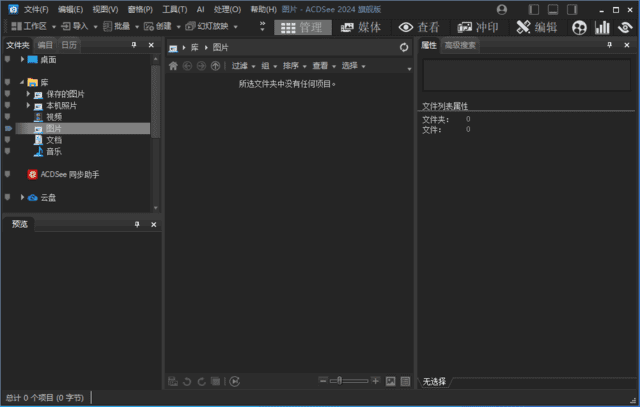 文件(F) 编辑(E) 视图(V) 窗格(P) 工具(T) AI 处理(O) 帮助(H) 图片 - ACDSee 2024 旗舰版
工作区 导入 批量 创建 幻灯放映 管理 媒体 查看 冲印 编辑
文件夹 编目 日历
桌面
库
保存的图片
本机照片
视频
图片
文档
音乐
ACDSee 同步助手
云盘
预览
库 图片
过滤 组 排序 查看 选择
所选文件夹中没有任何项目。
属性 高级搜索
文件列表属性
文件夹: 0
文件: 0
无选择
总计 0 个项目 (0 字节)